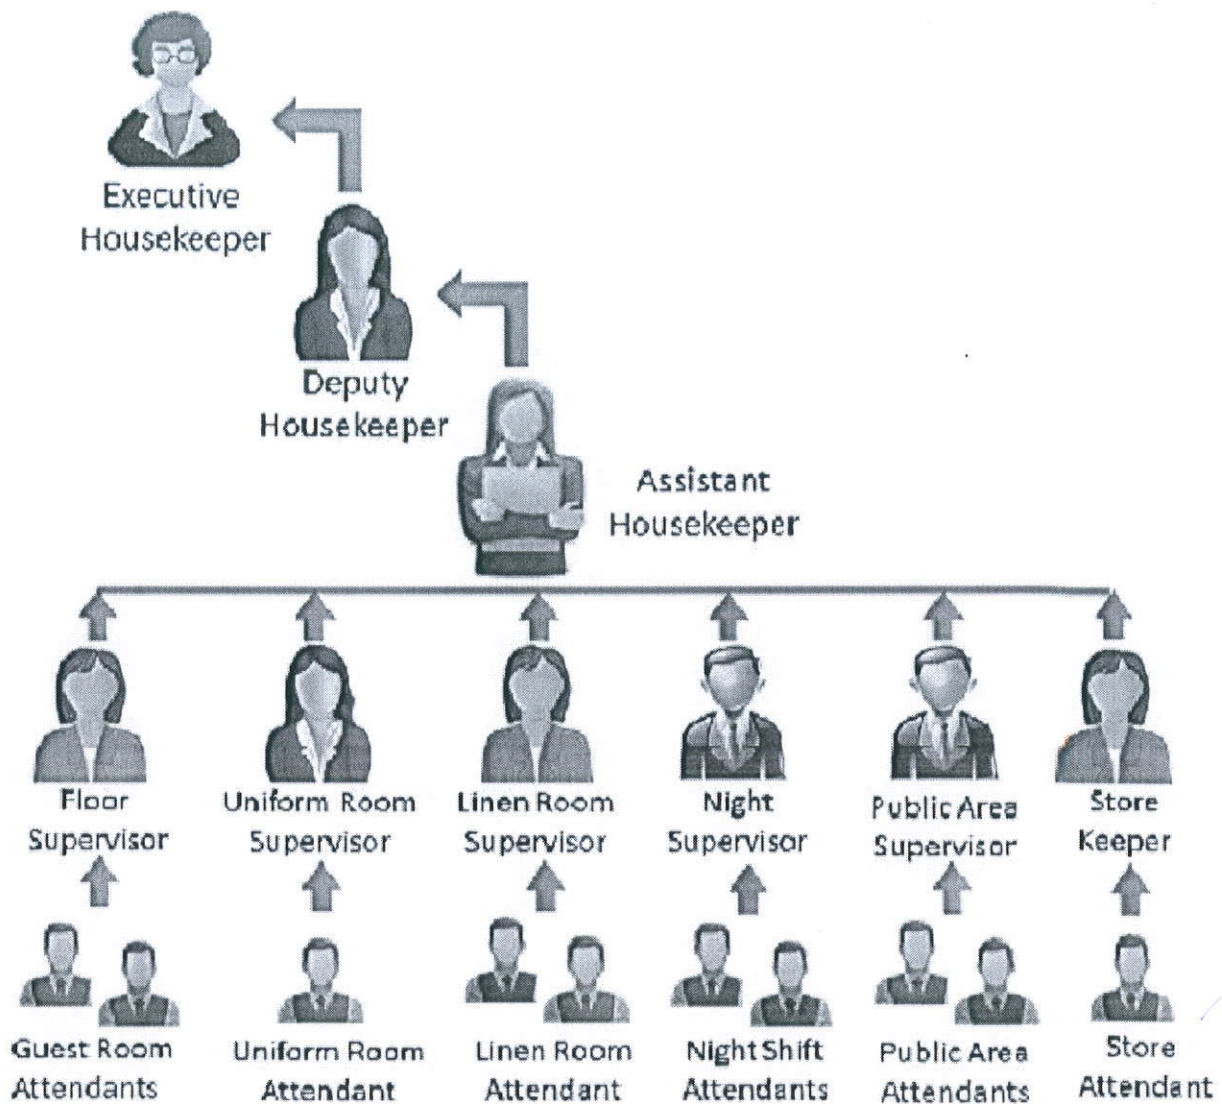 Executive
Housekeeper
Deputy
Housekeeper
Assistant
Housekeeper
Floor
Supervisor
Uniform Room
Supervisor
Linen Room
Supervisor
Night
Supervisor
Public Area
Supervisor
Store
Keeper
Guest Room
Attendants
Uniform Room
Attendant
Linen Room
Attendant
Night Shift
Attendants
Public Area
Attendants
Store
Attendant